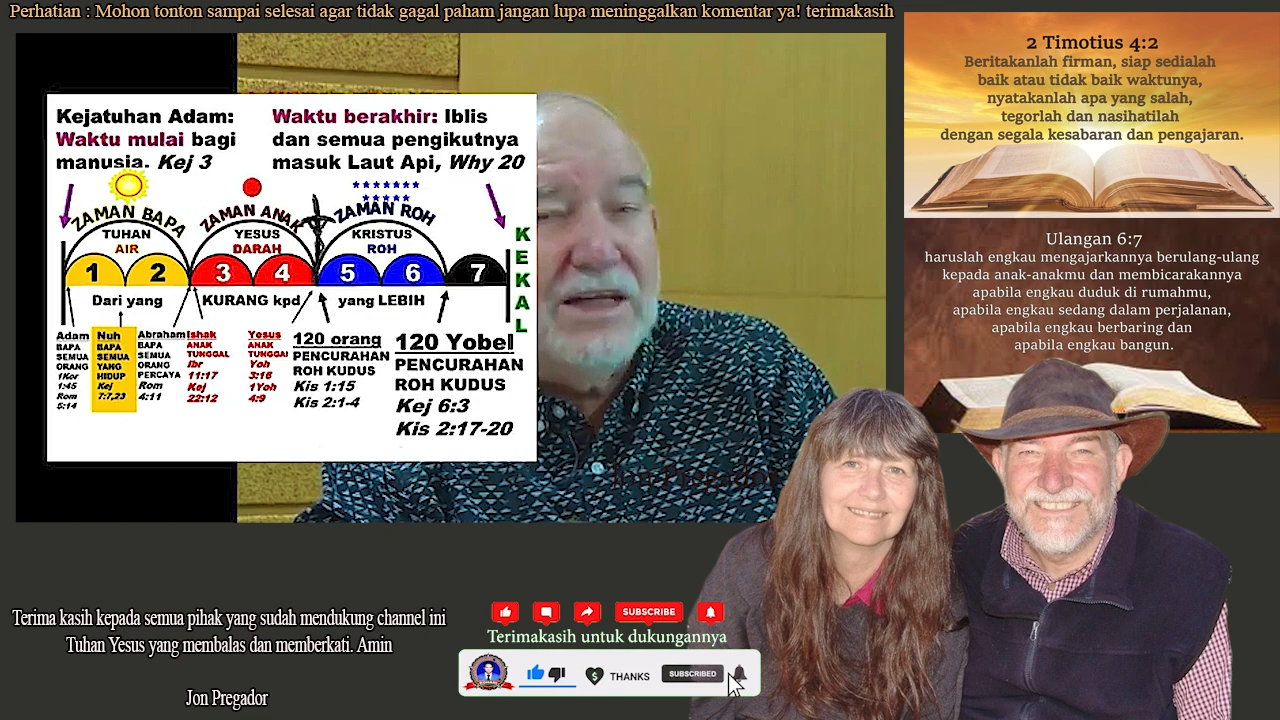 Perhatian : Mohon tonton sampai selesai agar tidak gagal paham jangan lupa meninggalkan komentar ya! terimakasih
Kejatuhan Adam:
Waktu mulai bagi
manusia. Kej 3
Waktu berakhir: Iblis
dan semua pengikutnya
masuk Laut Api, Why 20
ZAMAN BAPA
ZAMAN ANAK
ZAMAN ROH
TUHAN
AIR
YESUS
DARAH
KRISTUS
ROH
1 2 3 4 5 6 7
KEKAL
Dari yang
KURANG kpd
yang LEBIH
Adam
BAPA
SEMUA
ORANG
1Kor
1:45
Rom
5:14
Nuh
BAPA
SEMUA
YANG
HIDUP
Kej
7:7,23
Abraham
BAPA
SEMUA
ORANG
PERCAYA
Rom
4:11
Ishak
ANAK
TUNGGAL
Ibr
11:17
Kej
22:12
Yesus
ANAK
TUNGGAL
Yoh
3:16
1Yoh
4:9
120 orang
PENCURAHAN
ROH KUDUS
Kis 1:15
Kis 2:1-4
120 Yobel
PENCURAHAN
ROH KUDUS
Kej 6:3
Kis 2:17-20
Jon Pregador
2 Timotius 4:2
Beritakanlah firman, siap sedialah
baik atau tidak baik waktunya,
nyatakanlah apa yang salah,
tegorlah dan nasihatilah
dengan segala kesabaran dan pengajaran.
Ulangan 6:7
haruslah engkau mengajarkannya berulang-ulang
kepada anak-anakmu dan membicarakannya
apabila engkau duduk di rumahmu,
apabila engkau sedang dalam perjalanan,
apabila engkau berbaring dan
apabila engkau bangun.
Terima kasih kepada semua pihak yang sudah mendukung channel ini
Tuhan Yesus yang membalas dan memberkati. Amin
Jon Pregador
SUBSCRIBE
Terimakasih untuk dukungannya
THANKS
SUBSCRIBED